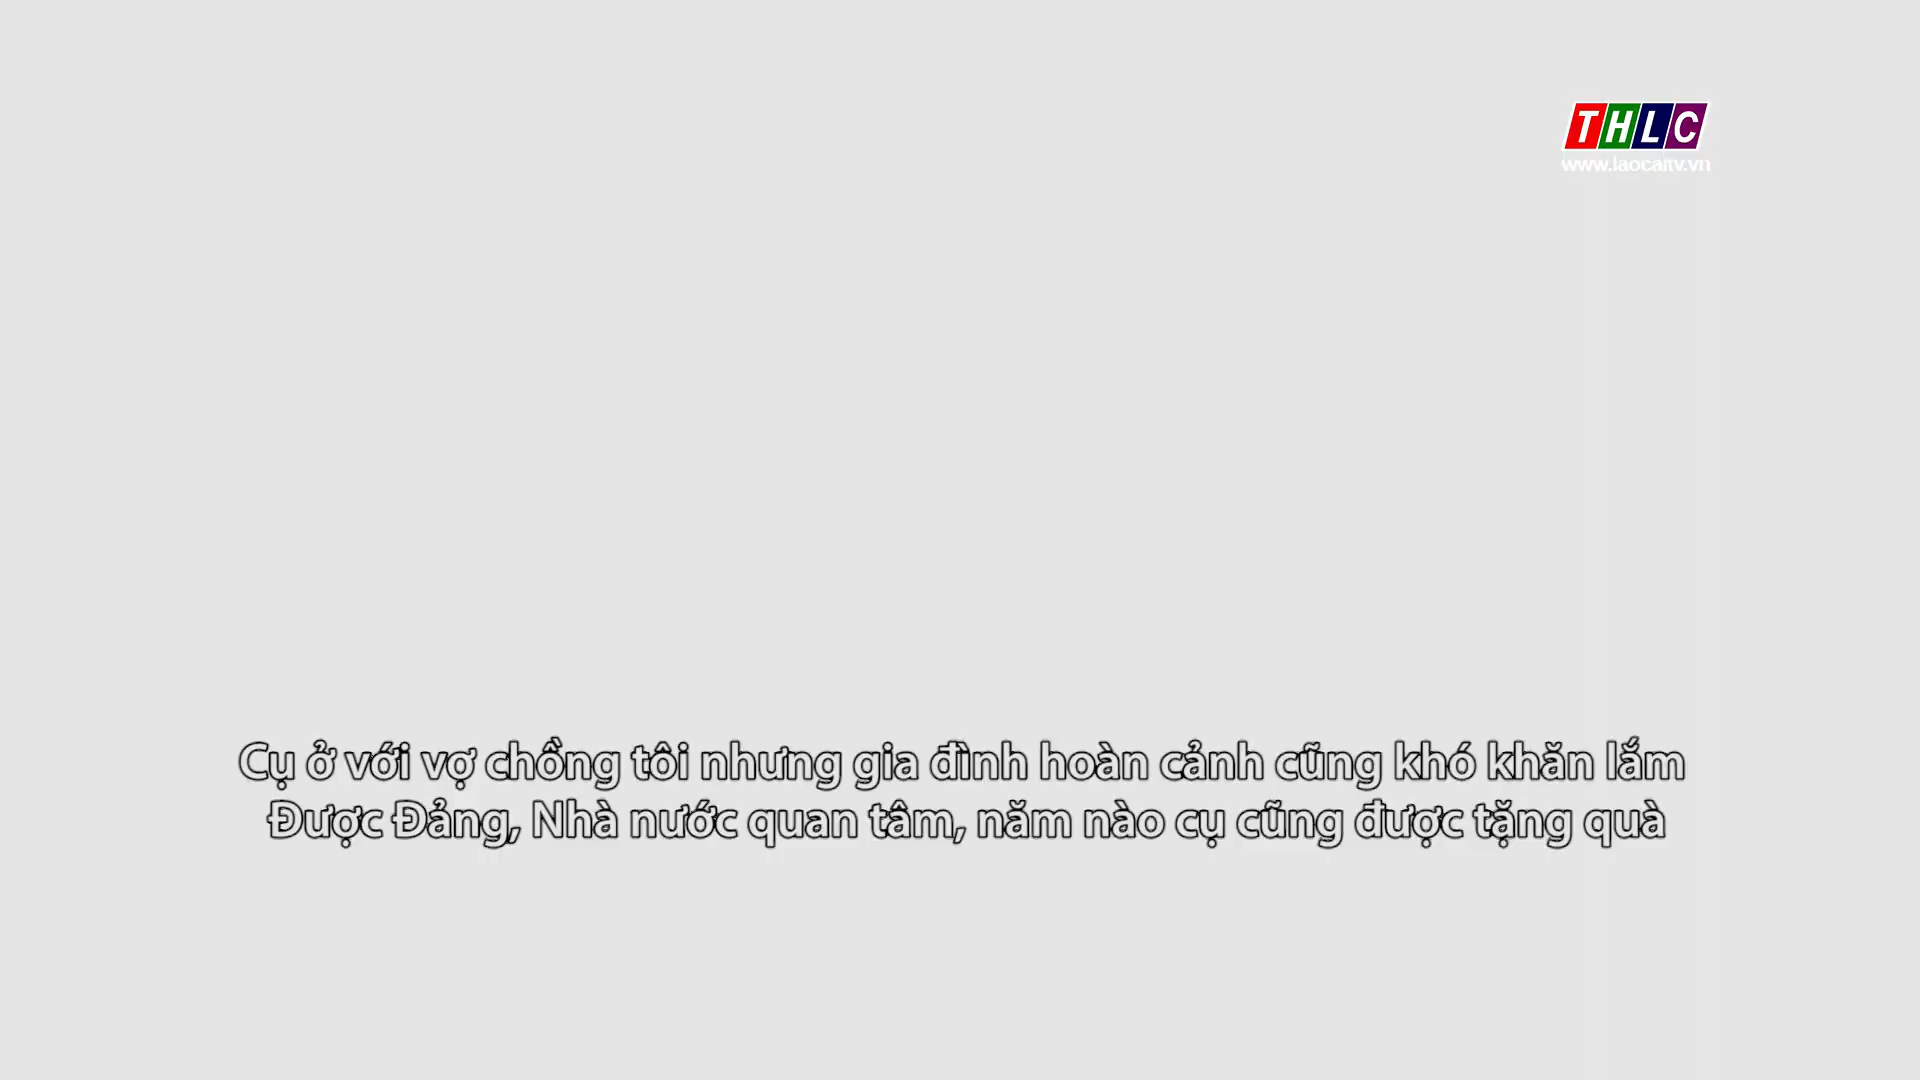 THLC
www.laocaitv.vn
Cụ ở với vợ chồng tôi nhưng gia đình hoàn cảnh cũng khó khăn lắm
Được Đảng, Nhà nước quan tâm, năm nào cụ cũng được tặng quà